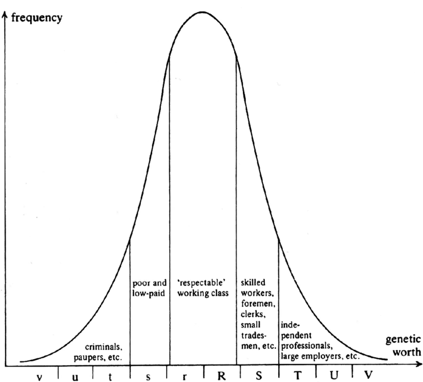 frequency
poor and
low-paid
'respectable'
working class
skilled
workers,
foremen,
clerks,
small
trades-
men, etc.
inde-
pendent
professionals,
large employers, etc.
criminals,
paupers, etc.
genetic
worth
v u t s r R S T U V